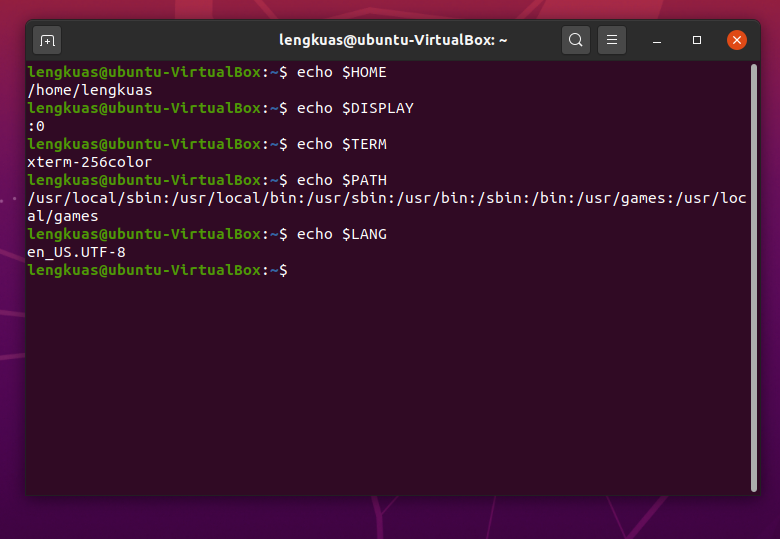 lengkuas@ubuntu-VirtualBox: ~
lengkuas@ubuntu-VirtualBox:~$ echo $HOME
/home/lengkuas
lengkuas@ubuntu-VirtualBox:~$ echo $DISPLAY
:0
lengkuas@ubuntu-VirtualBox:~$ echo $TERM
xterm-256color
lengkuas@ubuntu-VirtualBox:~$ echo $PATH
/usr/local/sbin:/usr/local/bin:/usr/sbin:/usr/bin:/sbin:/bin:/usr/games:/usr/loc
al/games
lengkuas@ubuntu-VirtualBox:~$ echo $LANG
en_US.UTF-8
lengkuas@ubuntu-VirtualBox:~$